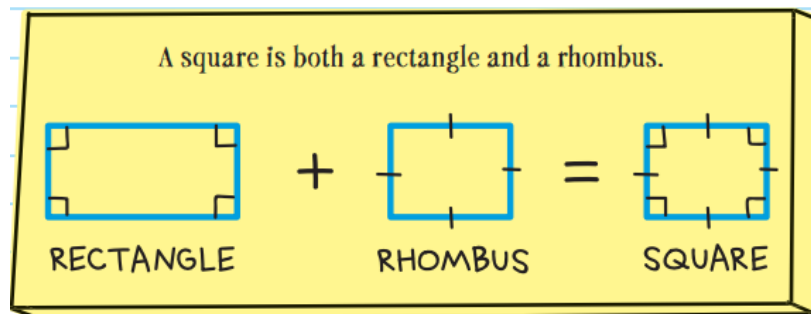 A square is both a rectangle and a rhombus.
+ =
RECTANGLE RHOMBUS SQUARE